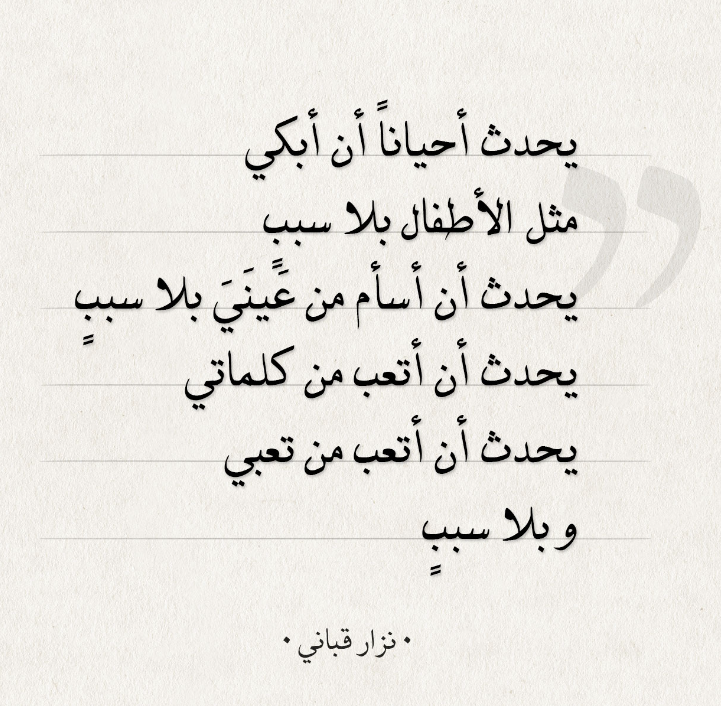 يحدث أحياناً أن أبكي
مثل الأطفال بلا سبب
يحدث أن أسأم من عًَينَيَ بلا سببٍ
يحدث أن أتعب من كلماتي
يحدث أن أتعب من تعبي
و بلا سببٍ
• نزار قباني •